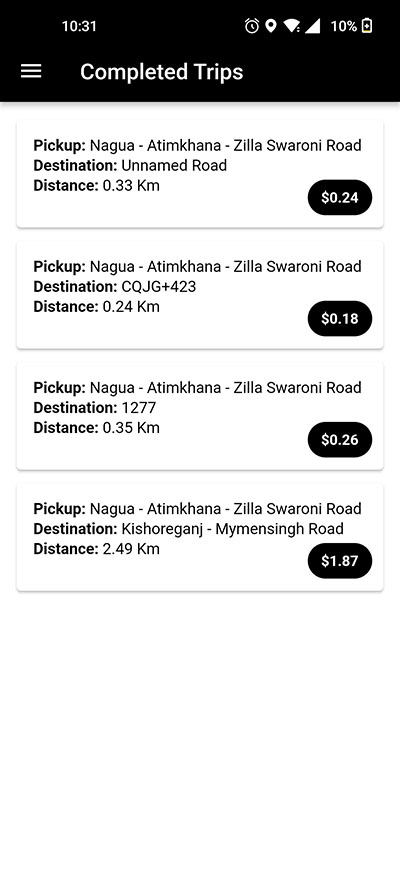 10:31
10%
Completed Trips
Pickup: Nagua - Atimkhana - Zilla Swaroni Road
Destination: Unnamed Road
Distance: 0.33 Km
$0.24
Pickup: Nagua - Atimkhana - Zilla Swaroni Road
Destination: CQJG+423
Distance: 0.24 Km
$0.18
Pickup: Nagua - Atimkhana - Zilla Swaroni Road
Destination: 1277
Distance: 0.35 Km
$0.26
Pickup: Nagua - Atimkhana - Zilla Swaroni Road
Destination: Kishoreganj - Mymensingh Road
Distance: 2.49 Km
$1.87